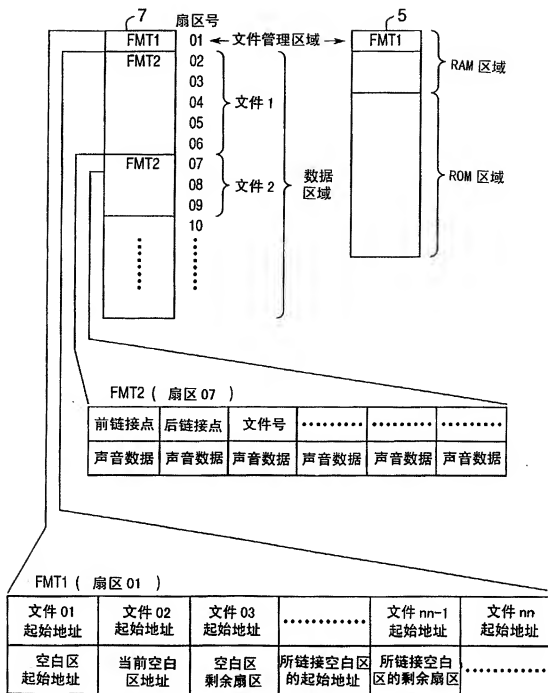 7
扇区号
5
FMT1
01
文件管理区域
FMT1
FMT2
02
03
04
05
06
文件 1
RAM 区域
FMT2
07
08
09
10
文件 2
数据
区域
ROM 区域
FMT2 ( 扇区 07 )
前链接点 后链接点 文件号 ········· ········· ·········
声音数据 声音数据 声音数据 声音数据 声音数据 声音数据
FMT1 ( 扇区 01 )
文件 01 文件 02 文件 03 ············ 文件 nn-1 文件 nn
起始地址 起始地址 起始地址 起始地址 起始地址
空白区 当前空白 空白区 所链接空白区 所链接空白
起始地址 区地址 剩余扇区 的起始地址 区的剩余扇区 ············